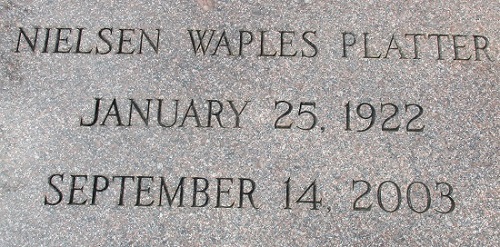 NIELSEN WAPLES PLATTER
JANUARY 25, 1922
SEPTEMBER 14, 2003